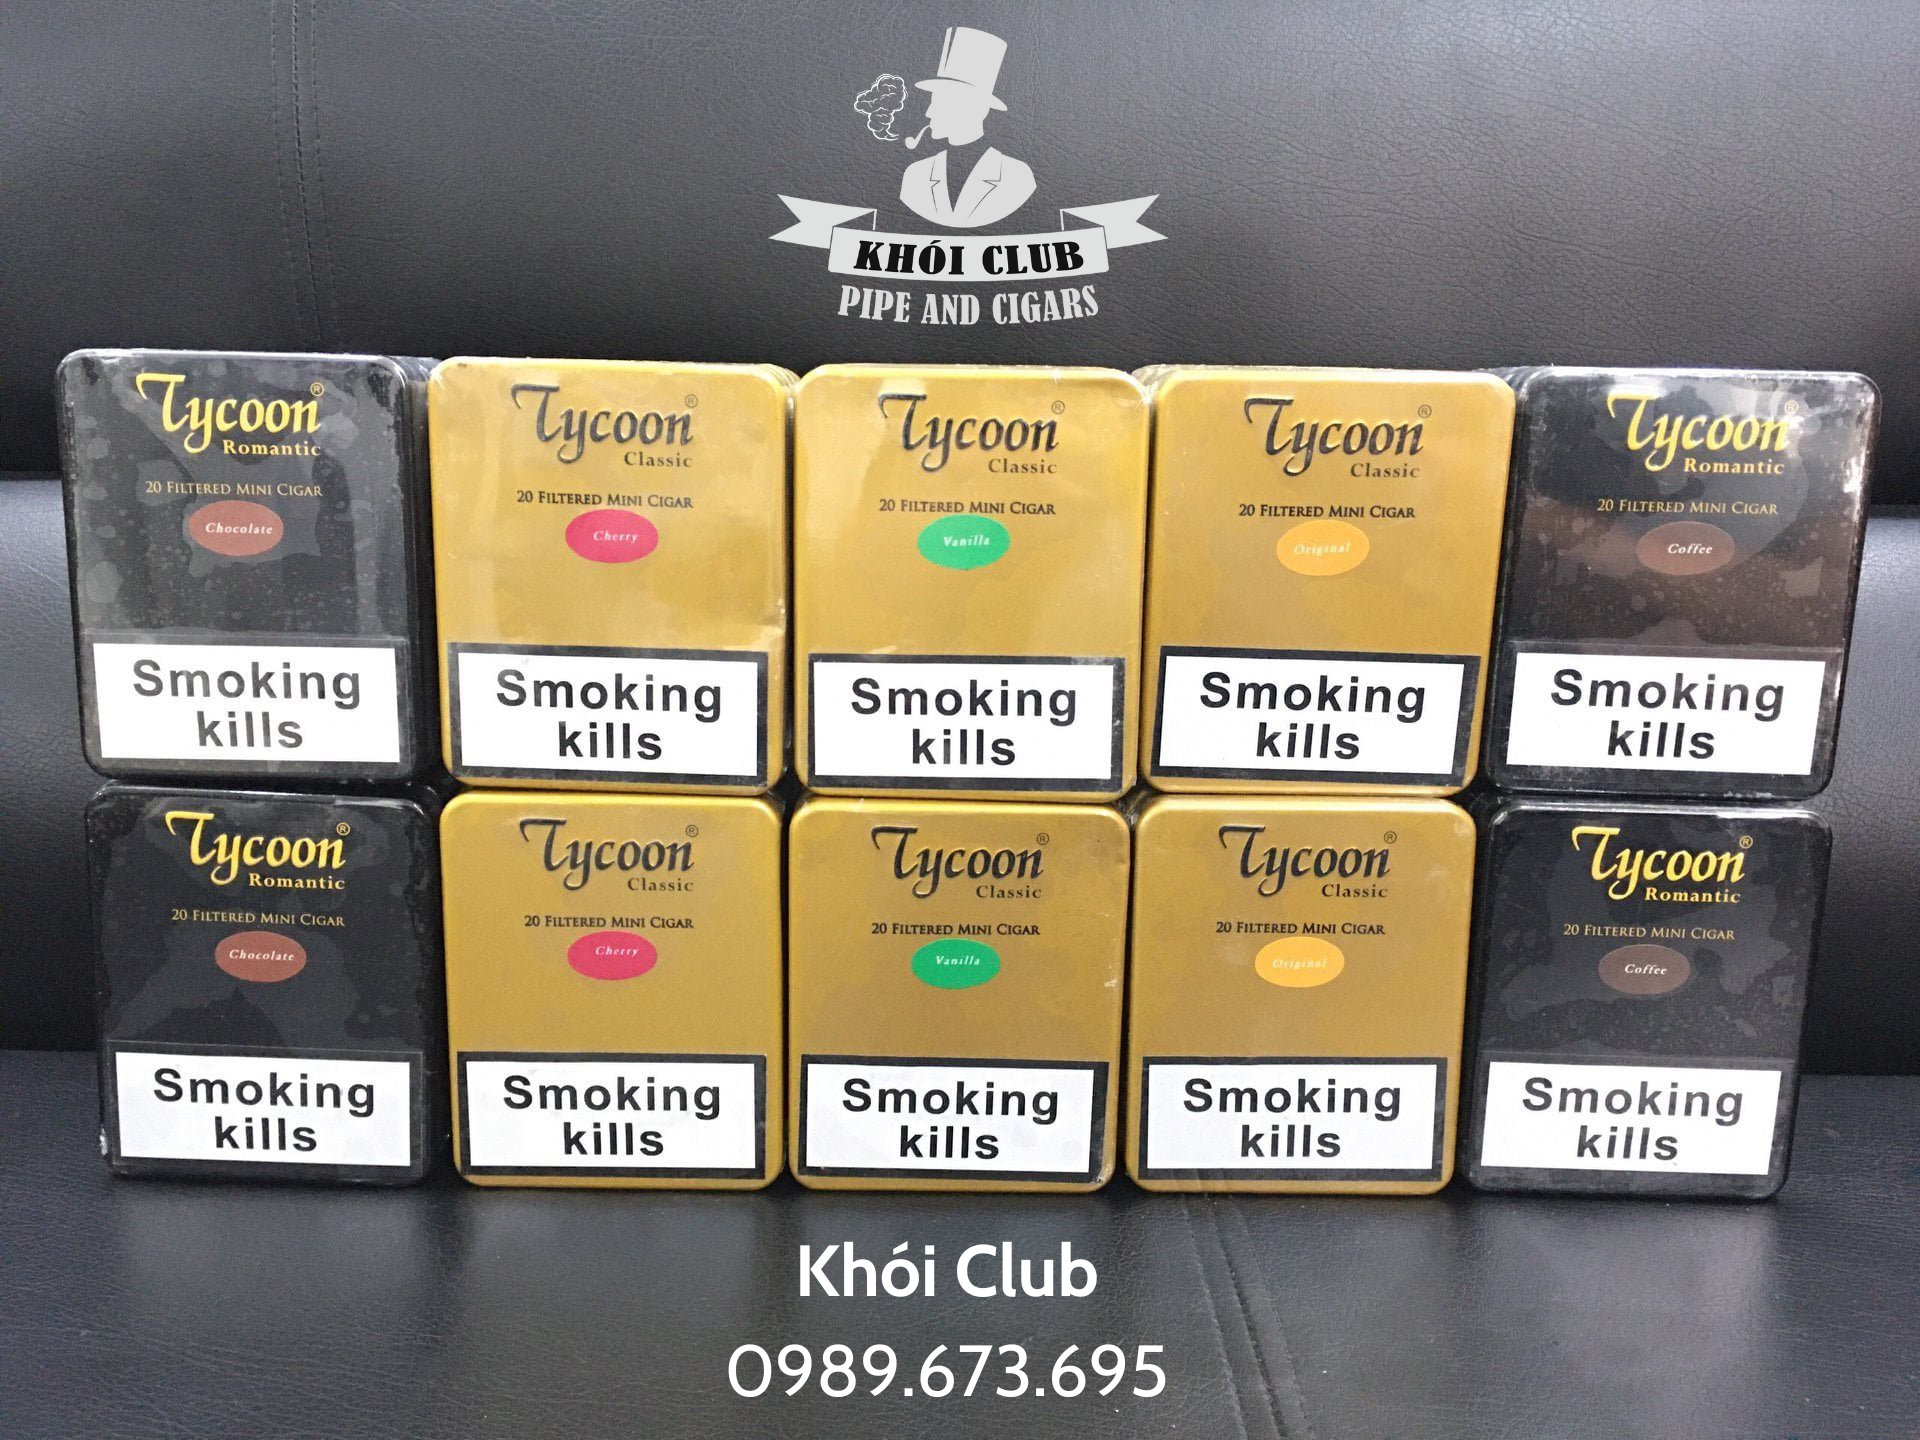 KHÓI CLUB
PIPE AND CIGARS
Tycoon®
Romantic
20 FILTERED MINI CIGAR
Chocolate
Smoking
kills
Tycoon®
Classic
20 FILTERED MINI CIGAR
Cherry
Smoking
kills
Tycoon®
Classic
20 FILTERED MINI CIGAR
Vanilla
Smoking
kills
Tycoon®
Classic
20 FILTERED MINI CIGAR
Original
Smoking
kills
Tycoon®
Romantic
20 FILTERED MINI CIGAR
Coffee
Smoking
kills
Tycoon®
Romantic
20 FILTERED MINI CIGAR
Chocolate
Smoking
kills
Tycoon®
Classic
20 FILTERED MINI CIGAR
Cherry
Smoking
kills
Tycoon®
Classic
20 FILTERED MINI CIGAR
Vanilla
Smoking
kills
Tycoon®
Classic
20 FILTERED MINI CIGAR
Original
Smoking
kills
Tycoon®
Romantic
20 FILTERED MINI CIGAR
Coffee
Smoking
kills
Khói Club
0989.673.695